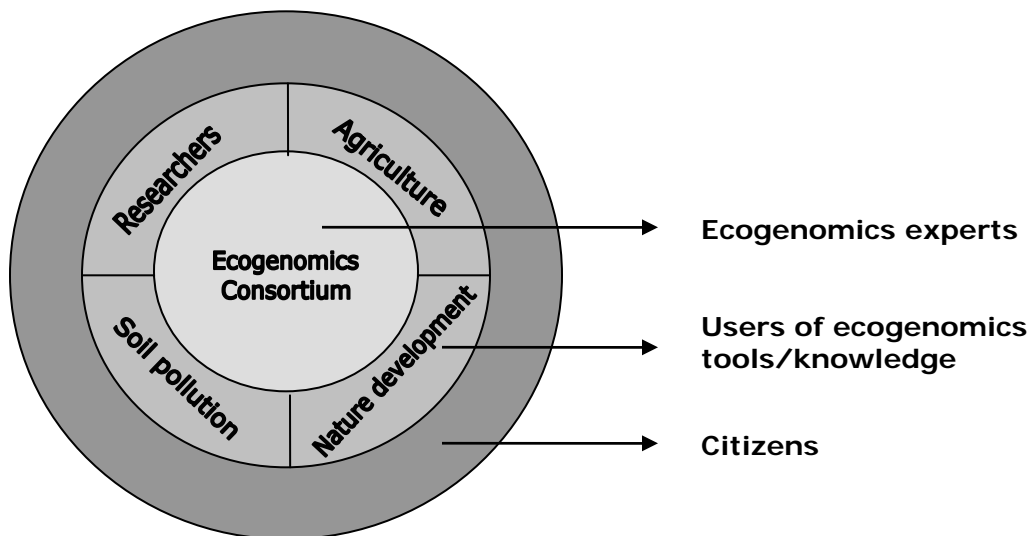 Researchers
Agriculture
Ecogenomics
Consortium
Soil pollution
Nature development
Ecogenomics experts
Users of ecogenomics
tools/knowledge
Citizens